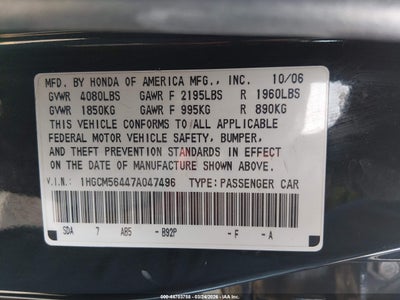 MFD. BY HONDA OF AMERICA MFG., INC. 10/06
GVWR 4080LBS GAWR F 2195LBS R 1960LBS
GVWR 1850KG GAWR F 995KG R 890KG
THIS VEHICLE CONFORMS TO ALL APPLICABLE
FEDERAL MOTOR VEHICLE SAFETY, BUMPER,
AND THEFT PREVENTION STANDARDS IN EFFECT
ON THE DATE OF MANUFACTURE SHOWN ABOVE.
V.I.N: 1HGCM56447A047496 TYPE: PASSENGER CAR
SDA 7 AB5 - B92P - F - A